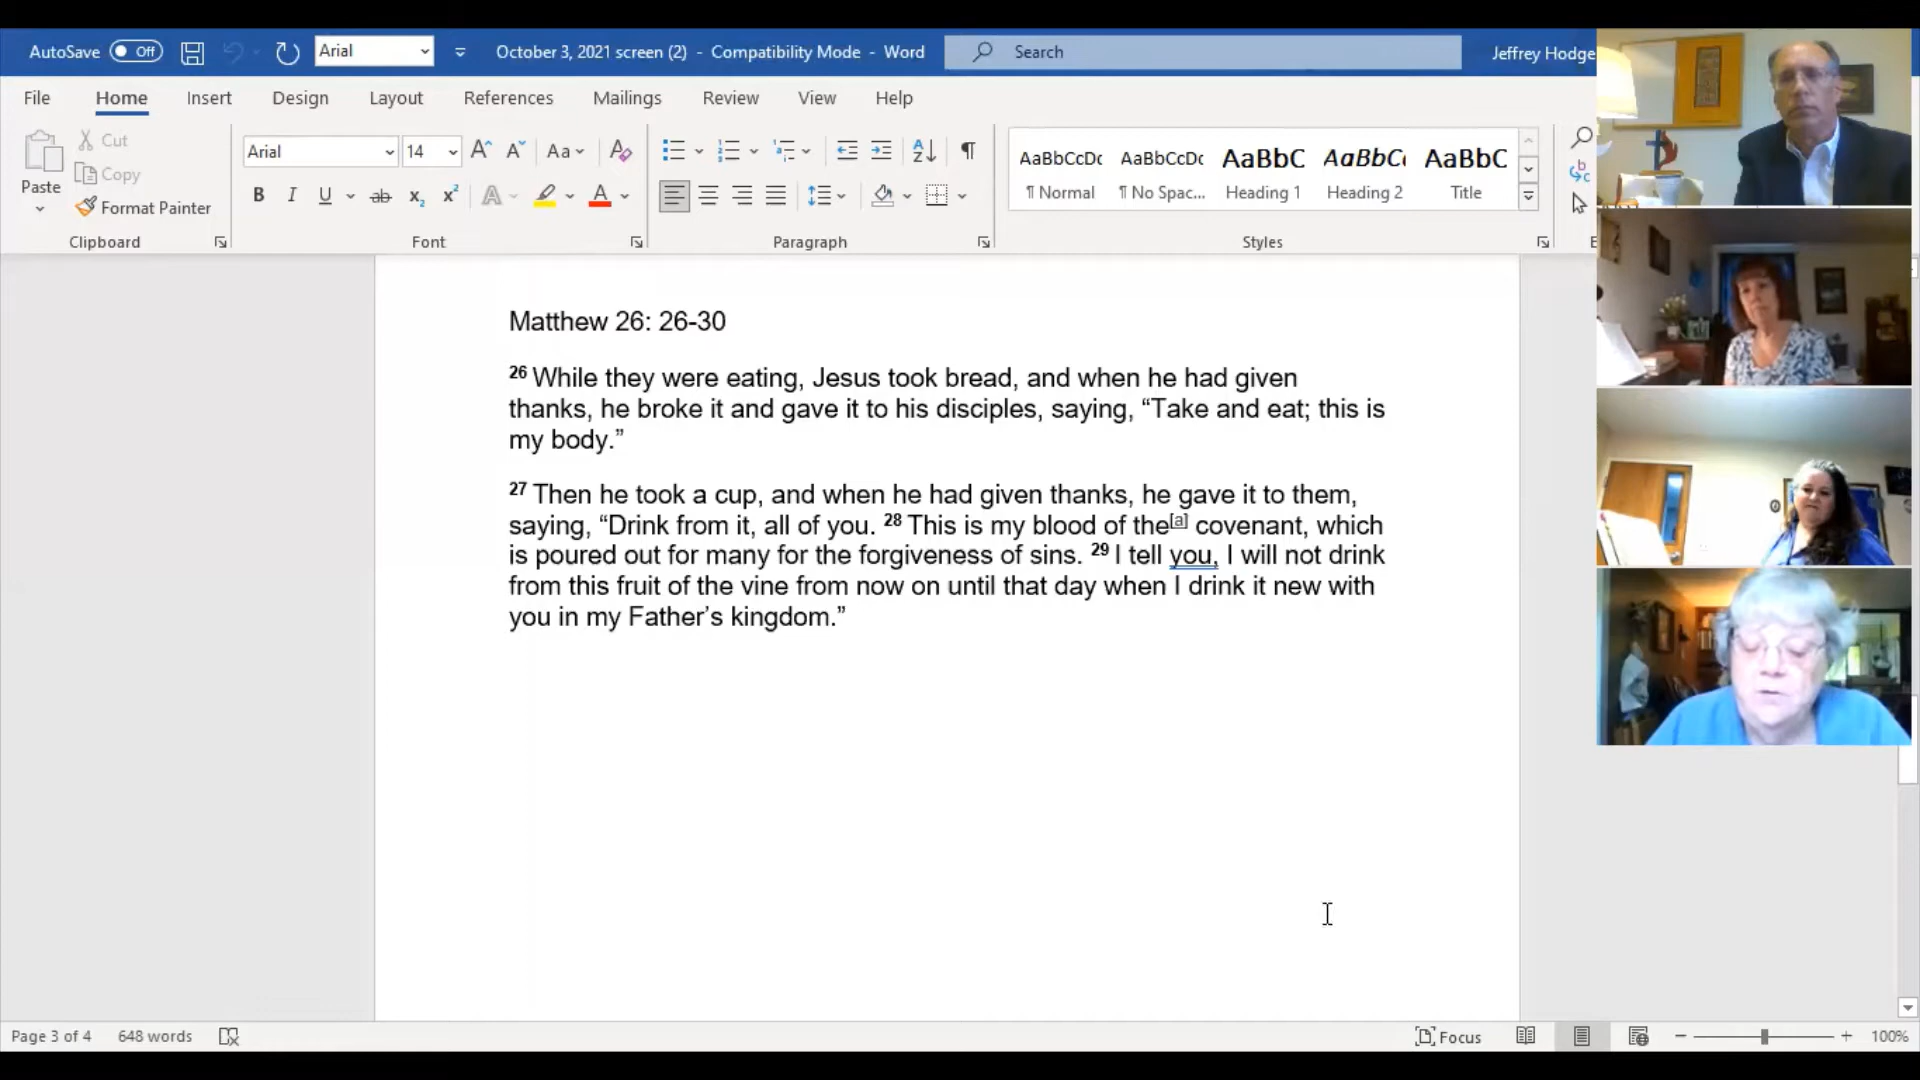 AutoSave Off Arial October 3, 2021 screen (2) - Compatibility Mode - Word Search Jeffrey Hodge
File Home Insert Design Layout References Mailings Review View Help
Cut
Copy
Paste
Format Painter
Clipboard
Arial 14 Aa
B I U ab x₂ x² A A
Font
Paragraph
AaBbCcDc AaBbCcDc AaBbC AaBbC AaBbC
¶ Normal ¶ No Spac... Heading 1 Heading 2 Title
Styles
Matthew 26: 26-30
26 While they were eating, Jesus took bread, and when he had given
thanks, he broke it and gave it to his disciples, saying, “Take and eat; this is
my body.”
27 Then he took a cup, and when he had given thanks, he gave it to them,
saying, “Drink from it, all of you. 28 This is my blood of the[a] covenant, which
is poured out for many for the forgiveness of sins. 29 I tell you, I will not drink
from this fruit of the vine from now on until that day when I drink it new with
you in my Father’s kingdom.”
Page 3 of 4 648 words Focus 100%